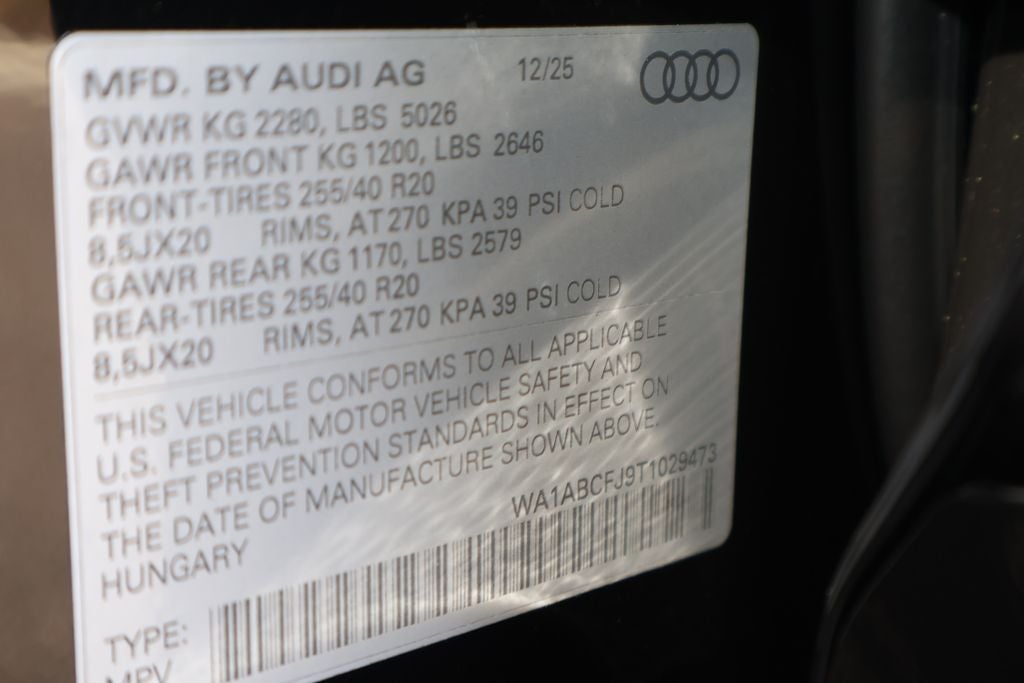 MFD. BY AUDI AG 12/25
GVWR KG 2280, LBS 5026
GAWR FRONT KG 1200, LBS 2646
FRONT-TIRES 255/40 R20
8,5JX20 RIMS, AT 270 KPA 39 PSI COLD
GAWR REAR KG 1170, LBS 2579
REAR-TIRES 255/40 R20
8,5JX20 RIMS, AT 270 KPA 39 PSI COLD
THIS VEHICLE CONFORMS TO ALL APPLICABLE
U.S. FEDERAL MOTOR VEHICLE SAFETY AND
THEFT PREVENTION STANDARDS IN EFFECT ON
THE DATE OF MANUFACTURE SHOWN ABOVE.
HUNGARY WA1ABCFJ9T1029473
TYPE:
MPV